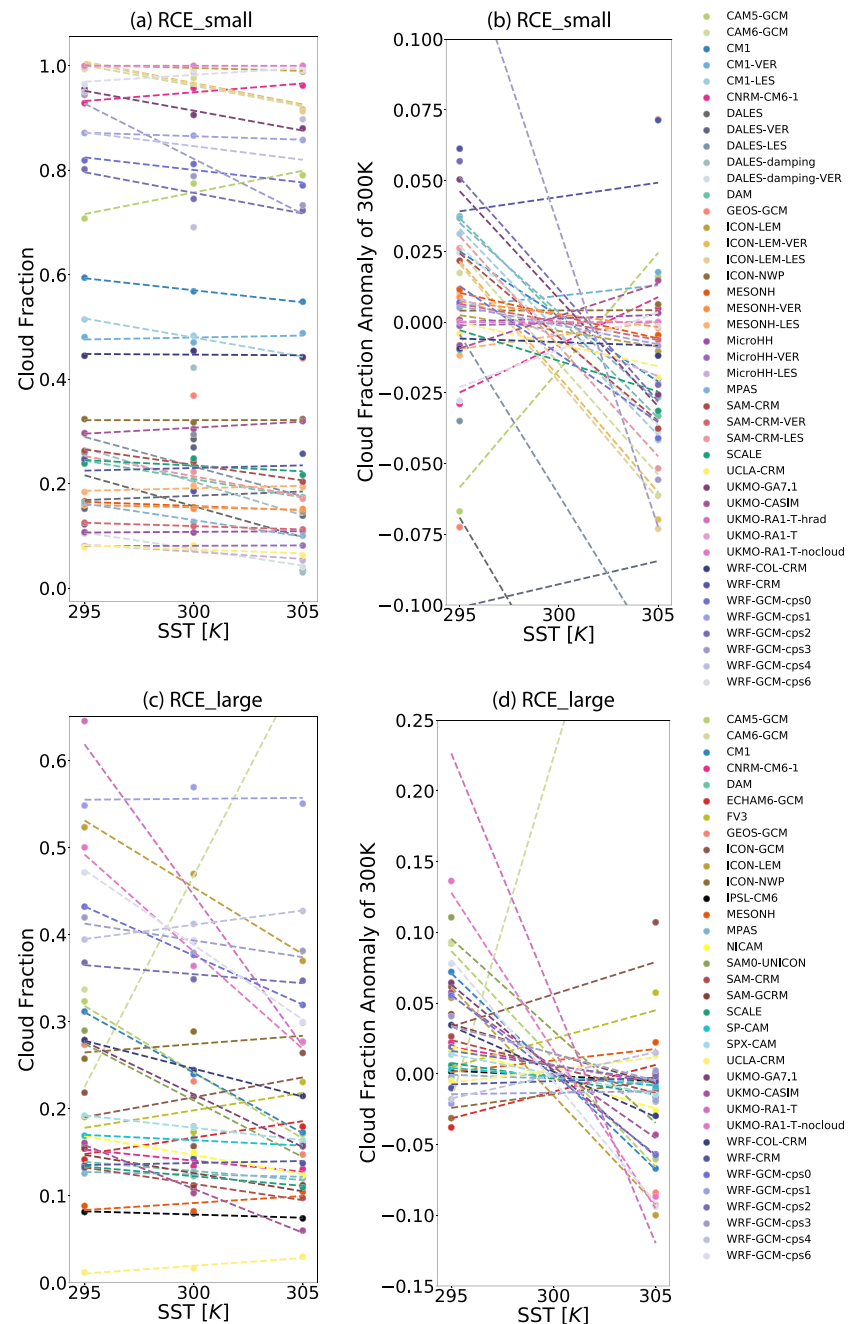 (a) RCE_small
1.0
0.8
0.6
0.4
0.2
0.0
Cloud Fraction
295
300
305
SST [K]
(b) RCE_small
0.100
0.075
0.050
0.025
0.000
−0.025
−0.050
−0.075
−0.100
Cloud Fraction Anomaly of 300K
295
300
305
SST [K]
CAM5-GCM
CAM6-GCM
CM1
CM1-VER
CM1-LES
CNRM-CM6-1
DALES
DALES-VER
DALES-LES
DALES-damping
DALES-damping-VER
DAM
GEOS-GCM
ICON-LEM
ICON-LEM-VER
ICON-LEM-LES
ICON-NWP
MESONH
MESONH-VER
MESONH-LES
MicroHH
MicroHH-VER
MicroHH-LES
MPAS
SAM-CRM
SAM-CRM-VER
SAM-CRM-LES
SCALE
UCLA-CRM
UKMO-GA7.1
UKMO-CASIM
UKMO-RA1-T-hrad
UKMO-RA1-T
UKMO-RA1-T-nocloud
WRF-COL-CRM
WRF-CRM
WRF-GCM-cps0
WRF-GCM-cps1
WRF-GCM-cps2
WRF-GCM-cps3
WRF-GCM-cps4
WRF-GCM-cps6
(c) RCE_large
0.6
0.5
0.4
0.3
0.2
0.1
0.0
Cloud Fraction
295
300
305
SST [K]
(d) RCE_large
0.25
0.20
0.15
0.10
0.05
0.00
−0.05
−0.10
−0.15
Cloud Fraction Anomaly of 300K
295
300
305
SST [K]
CAM5-GCM
CAM6-GCM
CM1
CNRM-CM6-1
DAM
ECHAM6-GCM
FV3
GEOS-GCM
ICON-GCM
ICON-LEM
ICON-NWP
IPSL-CM6
MESONH
MPAS
NICAM
SAM0-UNICON
SAM-CRM
SAM-GCRM
SCALE
SP-CAM
SPX-CAM
UCLA-CRM
UKMO-GA7.1
UKMO-CASIM
UKMO-RA1-T
UKMO-RA1-T-nocloud
WRF-COL-CRM
WRF-CRM
WRF-GCM-cps0
WRF-GCM-cps1
WRF-GCM-cps2
WRF-GCM-cps3
WRF-GCM-cps4
WRF-GCM-cps6